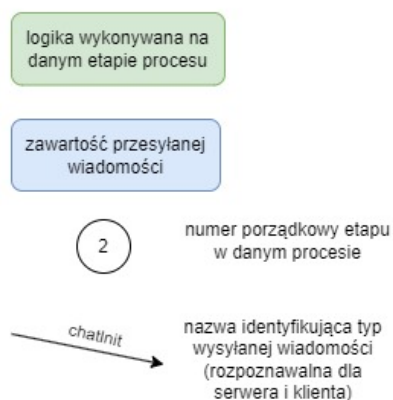 logika wykonywana na
danym etapie procesu
zawartość przesyłanej
wiadomości
2
numer porządkowy etapu
w danym procesie
chatInit
nazwa identyfikująca typ
wysyłanej wiadomości
(rozpoznawalna dla
serwera i klienta)